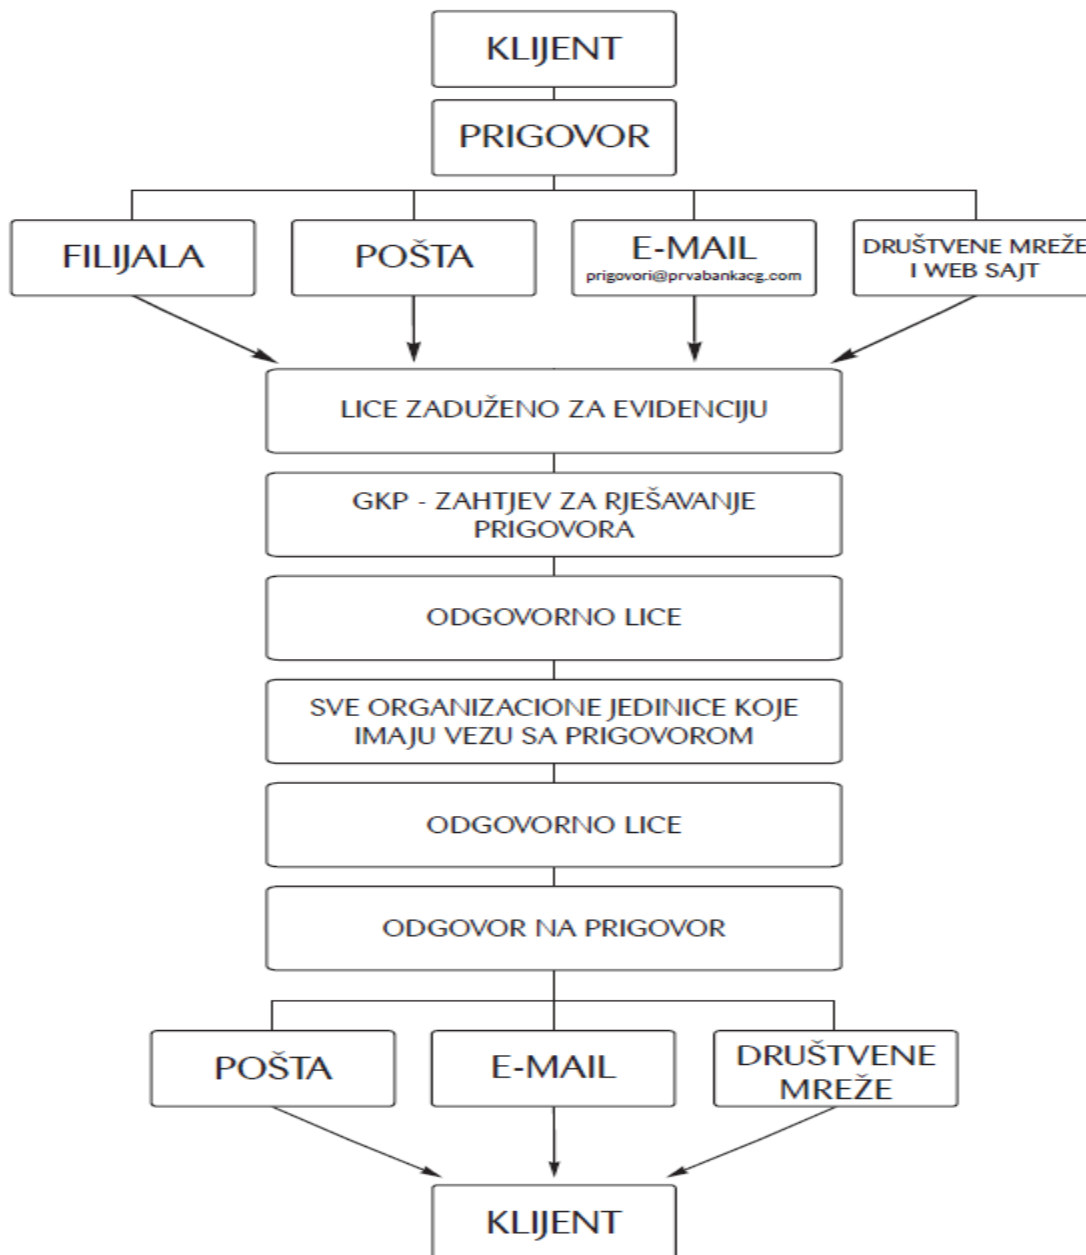 KLIJENT
PRIGOVOR
FILIJALA
POŠTA
E-MAIL
prigovori@prvabankacg.com
DRUŠTVENE MREŽE
I WEB SAJT
LICE ZADUŽENO ZA EVIDENCIJU
GKP - ZAHTJEV ZA RJEŠAVANJE
PRIGOVORA
ODGOVORNO LICE
SVE ORGANIZACIONE JEDINICE KOJE
IMAJU VEZU SA PRIGOVOROM
ODGOVORNO LICE
ODGOVOR NA PRIGOVOR
POŠTA
E-MAIL
DRUŠTVENE
MREŽE
KLIJENT